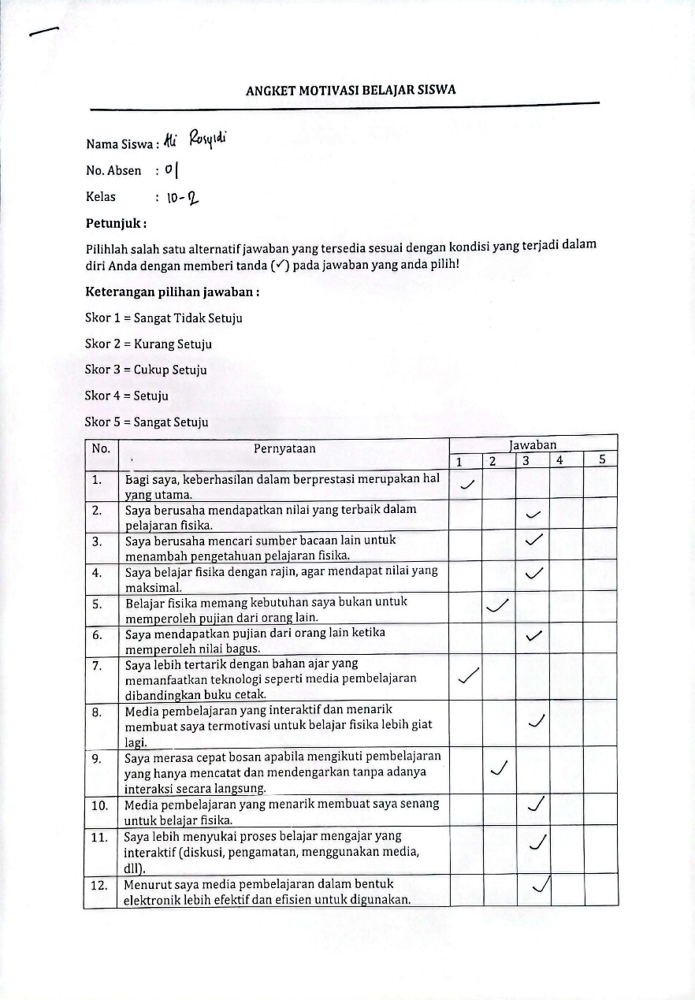 ANGKET MOTIVASI BELAJAR SISWA
Nama Siswa : Ali Rosyidi
No. Absen : 01
Kelas : 10-2
Petunjuk :
Pilihlah salah satu alternatif jawaban yang tersedia sesuai dengan kondisi yang terjadi dalam
diri Anda dengan memberi tanda (✓) pada jawaban yang anda pilih!
Keterangan pilihan jawaban :
Skor 1 = Sangat Tidak Setuju
Skor 2 = Kurang Setuju
Skor 3 = Cukup Setuju
Skor 4 = Setuju
Skor 5 = Sangat Setuju
No. Pernyataan Jawaban
1 2 3 4 5
1. Bagi saya, keberhasilan dalam berprestasi merupakan hal ✓
yang utama.
2. Saya berusaha mendapatkan nilai yang terbaik dalam ✓
pelajaran fisika.
3. Saya berusaha mencari sumber bacaan lain untuk ✓
menambah pengetahuan pelajaran fisika.
4. Saya belajar fisika dengan rajin, agar mendapat nilai yang ✓
maksimal.
5. Belajar fisika memang kebutuhan saya bukan untuk ✓
memperoleh pujian dari orang lain.
6. Saya mendapatkan pujian dari orang lain ketika ✓
memperoleh nilai bagus.
7. Saya lebih tertarik dengan bahan ajar yang
memanfaatkan teknologi seperti media pembelajaran ✓
dibandingkan buku cetak.
8. Media pembelajaran yang interaktif dan menarik
membuat saya termotivasi untuk belajar fisika lebih giat ✓
lagi.
9. Saya merasa cepat bosan apabila mengikuti pembelajaran
yang hanya mencatat dan mendengarkan tanpa adanya ✓
interaksi secara langsung.
10. Media pembelajaran yang menarik membuat saya senang ✓
untuk belajar fisika.
11. Saya lebih menyukai proses belajar mengajar yang
interaktif (diskusi, pengamatan, menggunakan media, ✓
dll).
12. Menurut saya media pembelajaran dalam bentuk ✓
elektronik lebih efektif dan efisien untuk digunakan.